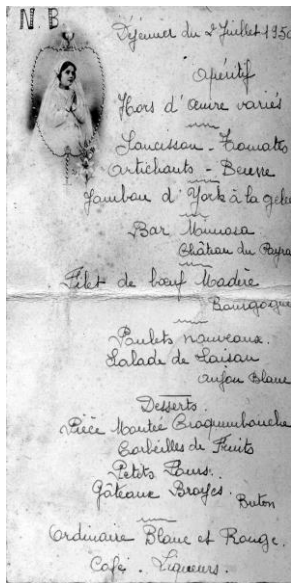 N. B
Déjeuner du 2 Juillet 1950
Apéritif
Hors d'Œuvre variés
Saucisson - Tomates
Artichauts - Beurre
Jambon d'York à la gelée
Bar Mimosa
Château du
Filet de bœuf Madère
Bourgogne
Poulets nouveaux.
Salade de Saison
Anjou Blanc
Desserts.
Pièce Montée Croquembouche
Corbeilles de Fruits
Petits Fours.
Gâteaux Broyés.
Buton
Ordinaire Blanc et Rouge.
Café. Liqueurs.